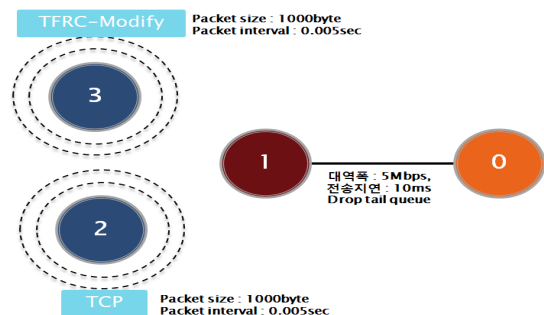 TFRC-Modify
Packet size : 1000byte
Packet interval : 0.005sec
3
1
0
대역폭 : 5Mbps,
전송지연 : 10ms
Drop tail queue
2
TCP
Packet size : 1000byte
Packet interval : 0.005sec